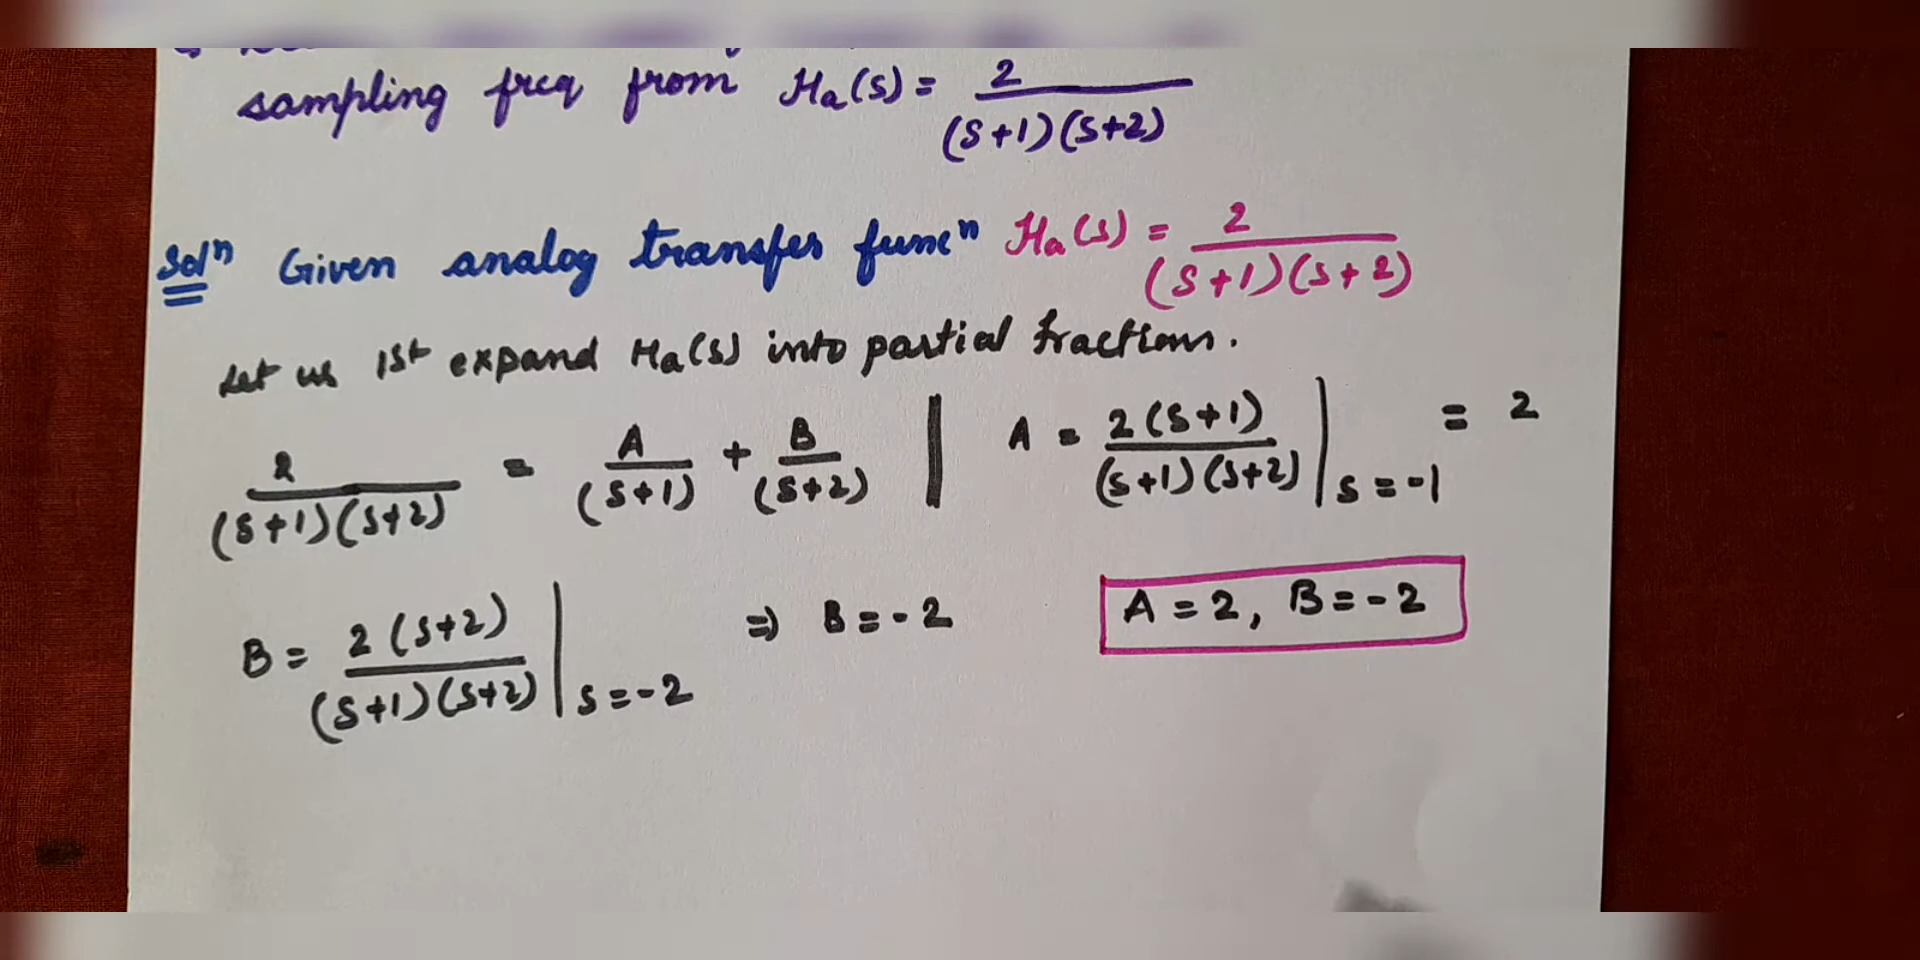 sampling freq from Ha(s) = 2 / (s+1)(s+2)
Solⁿ Given analog transfer funcⁿ Ha(s) = 2 / (s+1)(s+2)
Let us 1st expand Ha(s) into partial fractions.
2 / (s+1)(s+2) = A / (s+1) + B / (s+2) | A = 2(s+1) / (s+1)(s+2) | s=-1 = 2
B = 2(s+2) / (s+1)(s+2) | s=-2 ⇒ B = -2
A = 2, B = -2